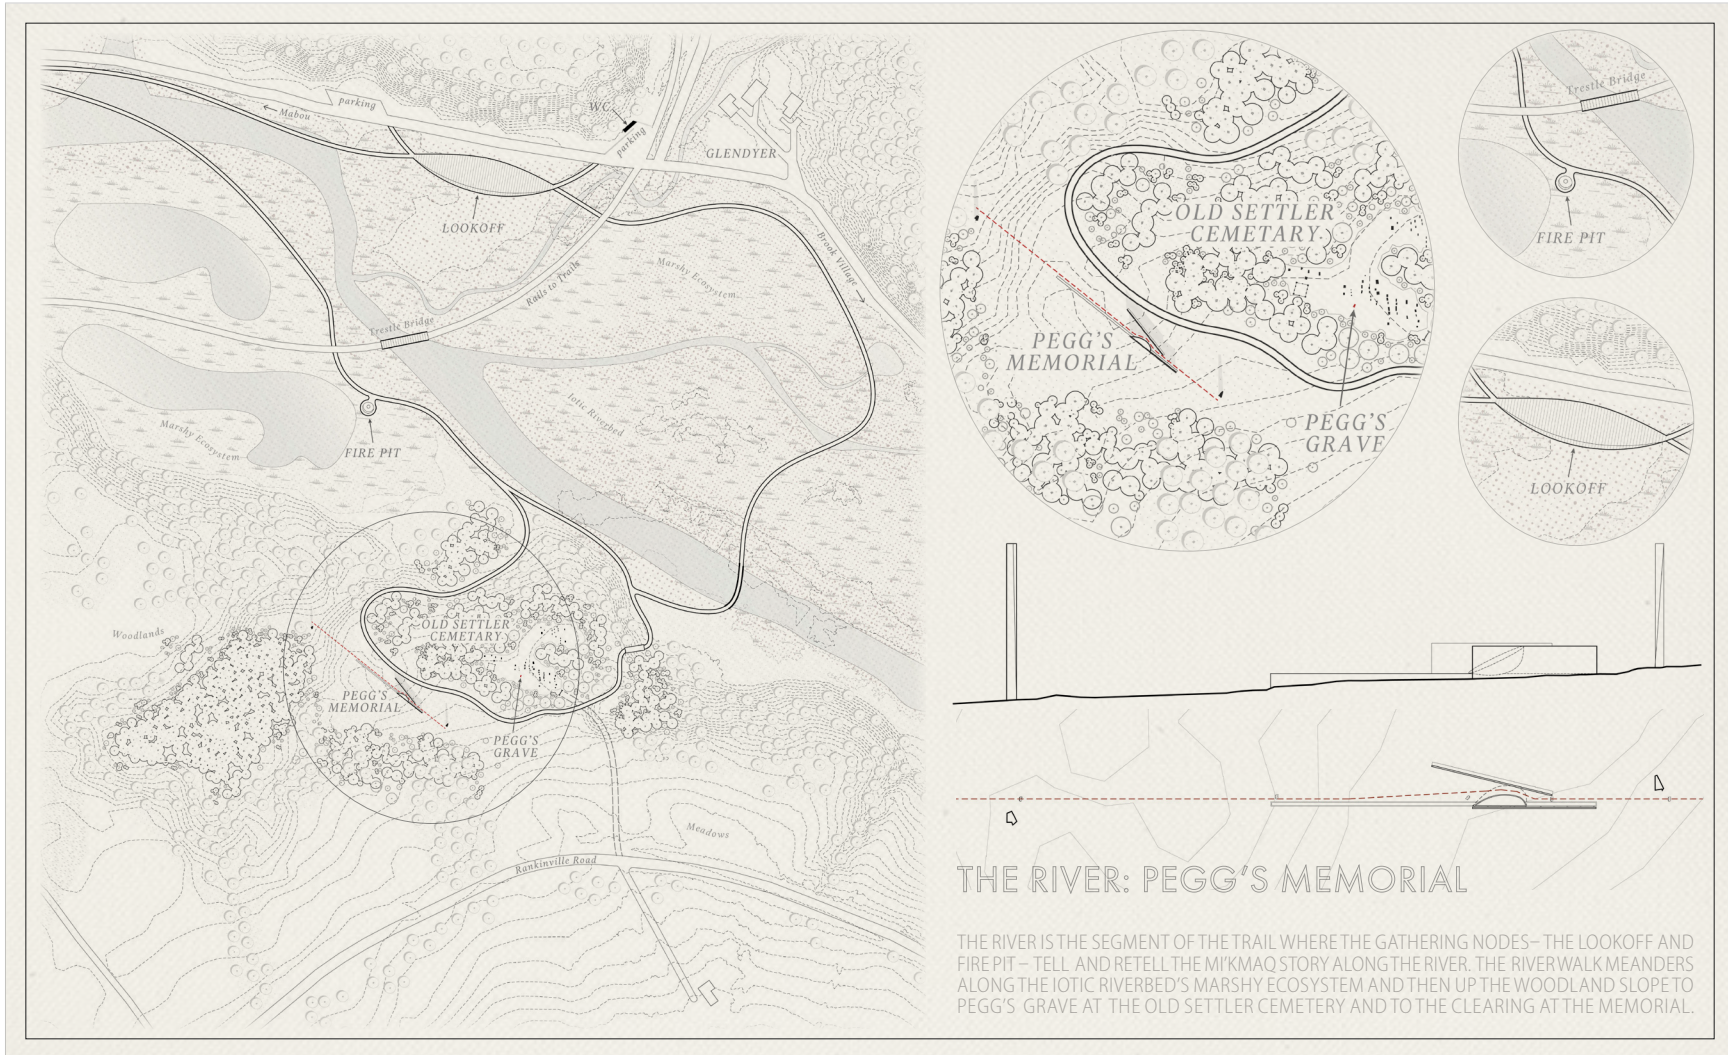 parking
← Mabou
WC
parking
GLENDYER
LOOKOFF
Brook Village →
Rails to Trails
Marshy Ecosystem
Trestle Bridge
Iotic Riverbed
Marshy Ecosystem
FIRE PIT
Woodlands
OLD SETTLER
CEMETARY
PEGG'S
MEMORIAL
PEGG'S
GRAVE
Meadows
Rankinville Road
OLD SETTLER
CEMETARY
PEGG'S
MEMORIAL
PEGG'S
GRAVE
Trestle Bridge
FIRE PIT
LOOKOFF
THE RIVER: PEGG'S MEMORIAL
THE RIVER IS THE SEGMENT OF THE TRAIL WHERE THE GATHERING NODES– THE LOOKOFF AND
FIRE PIT – TELL AND RETELL THE MI'KMAQ STORY ALONG THE RIVER. THE RIVER WALK MEANDERS
ALONG THE IOTIC RIVERBED'S MARSHY ECOSYSTEM AND THEN UP THE WOODLAND SLOPE TO
PEGG'S GRAVE AT THE OLD SETTLER CEMETERY AND TO THE CLEARING AT THE MEMORIAL.